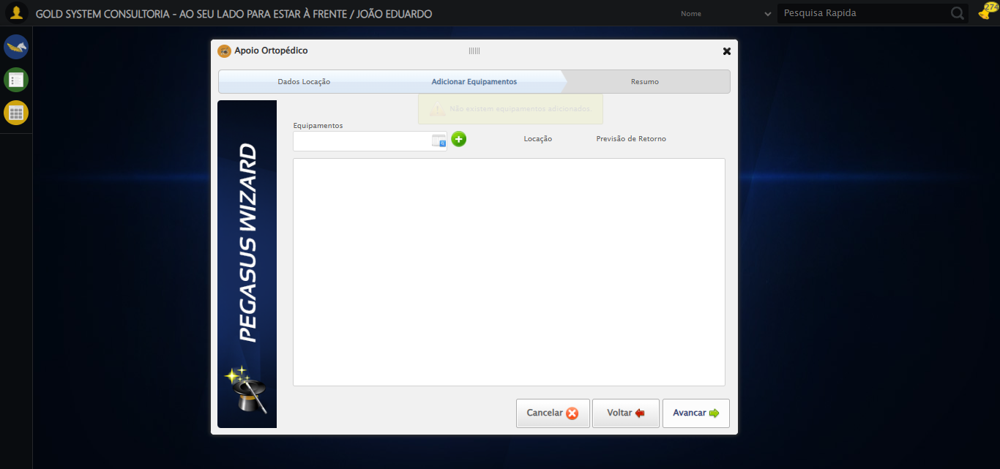 GOLD SYSTEM CONSULTORIA - AO SEU LADO PARA ESTAR À FRENTE / JOÃO EDUARDO
Nome
Pesquisa Rapida
274
Apoio Ortopédico
Dados Locação
Adicionar Equipamentos
Resumo
Não existem equipamentos adicionados.
Equipamentos
Locação
Previsão de Retorno
PEGASUS WIZARD
Cancelar
Voltar
Avancar